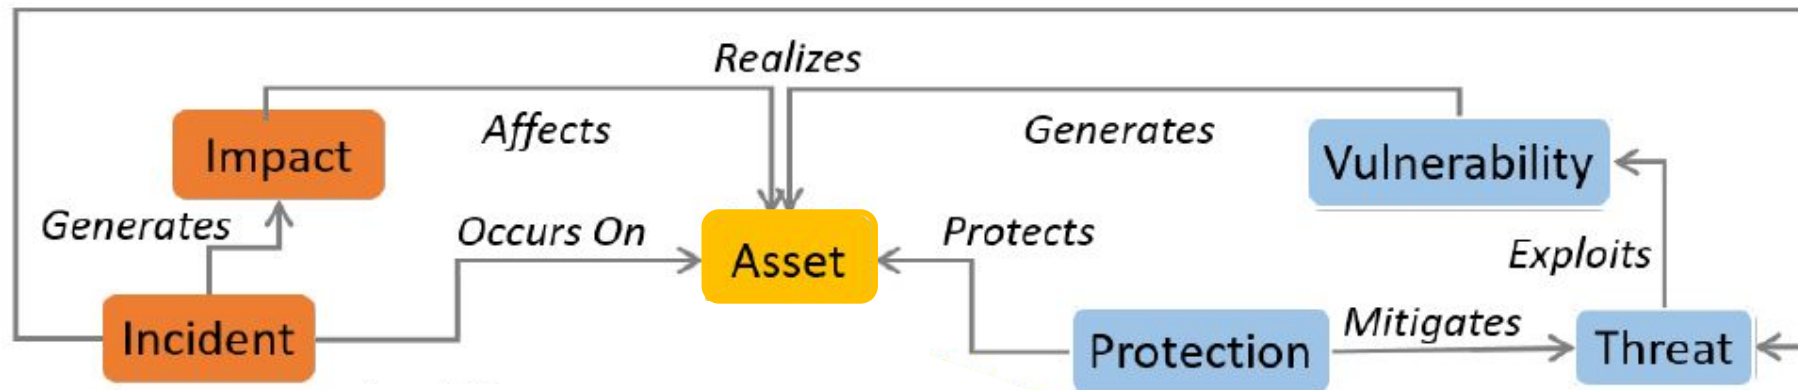 Realizes
Affects
Generates
Impact
Vulnerability
Generates
Occurs On
Asset
Protects
Exploits
Incident
Protection
Mitigates
Threat